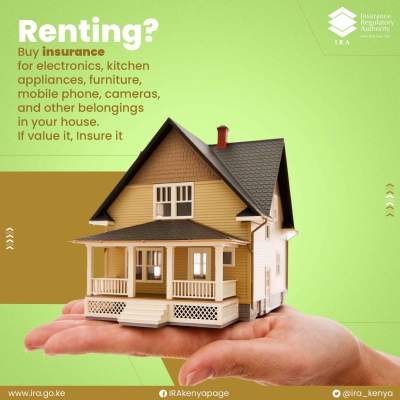 Renting?
Buy insurance
for electronics, kitchen
appliances, furniture,
mobile phone, cameras,
and other belongings
in your house.
If value it, Insure it
IRA
Insurance
Regulatory
Authority
www.ira.go.ke
IRAkenyapage
@ira_kenya